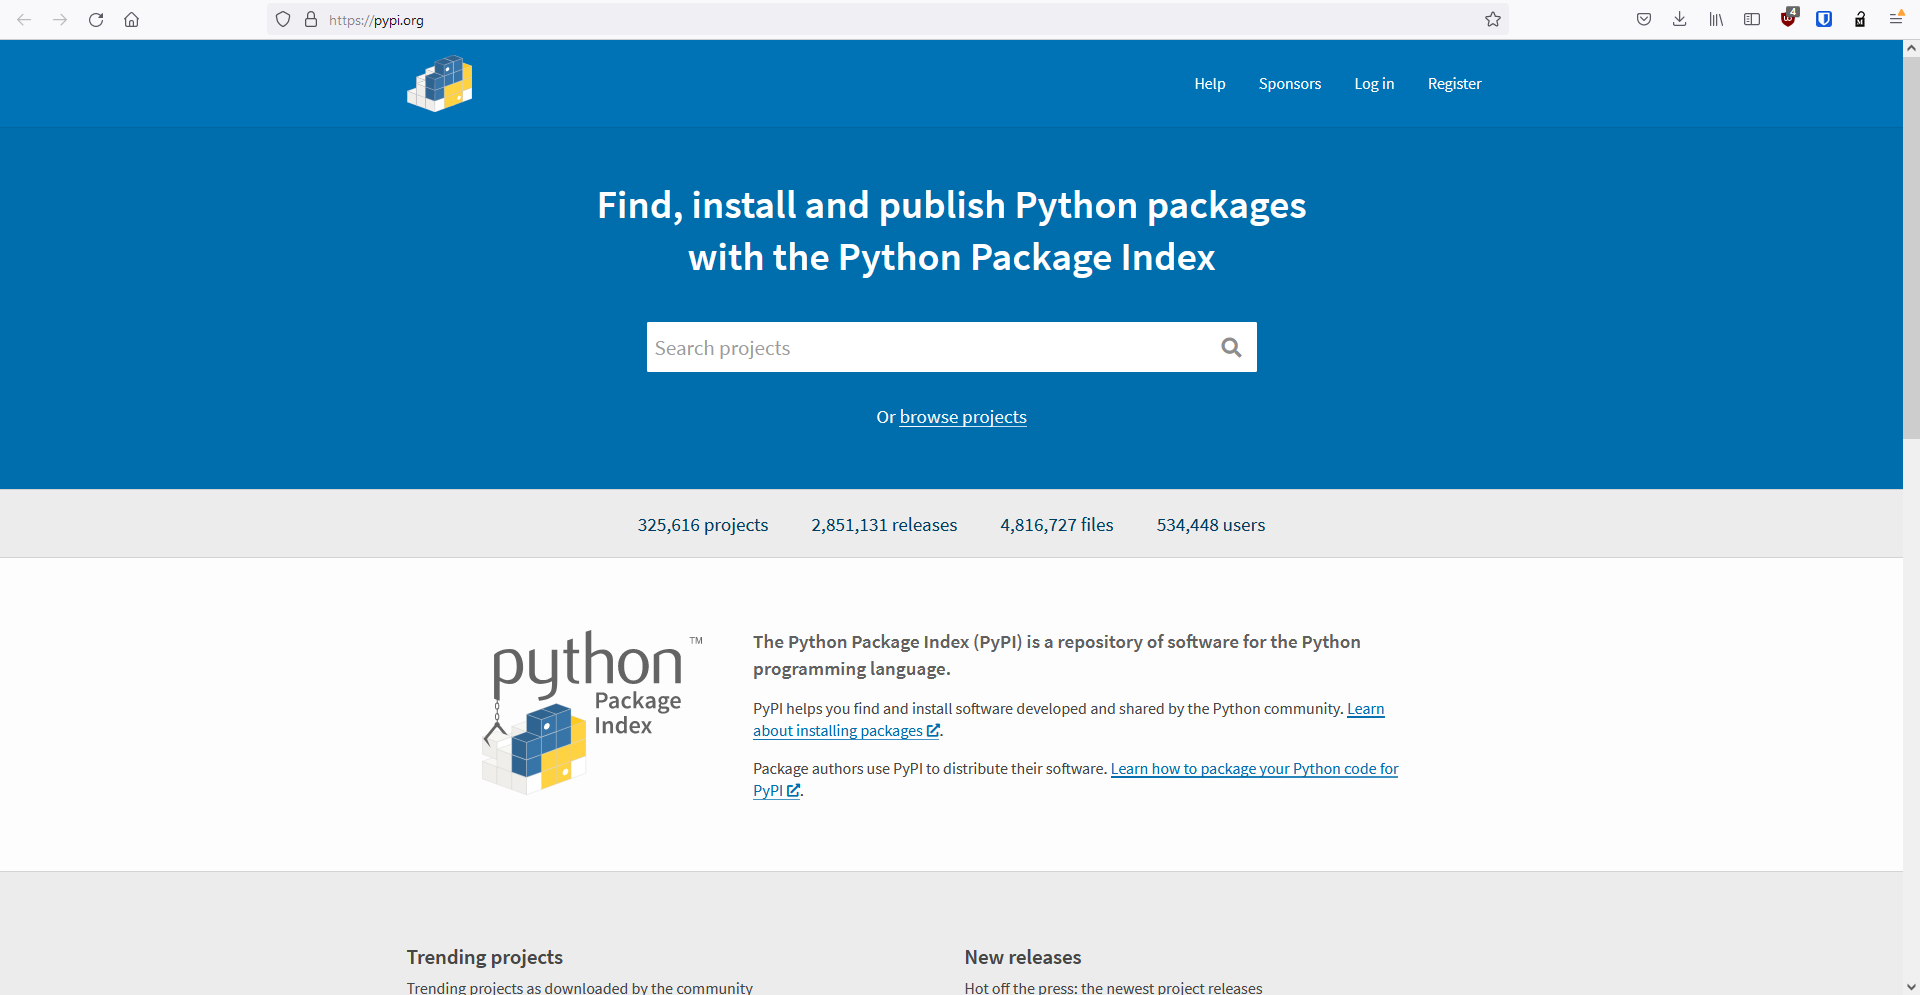 https://pypi.org
4
Help Sponsors Log in Register
Find, install and publish Python packages
with the Python Package Index
Search projects
Or browse projects
325,616 projects 2,851,131 releases 4,816,727 files 534,448 users
python™
Package
Index
The Python Package Index (PyPI) is a repository of software for the Python
programming language.
PyPI helps you find and install software developed and shared by the Python community. Learn
about installing packages.
Package authors use PyPI to distribute their software. Learn how to package your Python code for
PyPI.
Trending projects
Trending projects as downloaded by the community
New releases
Hot off the press: the newest project releases